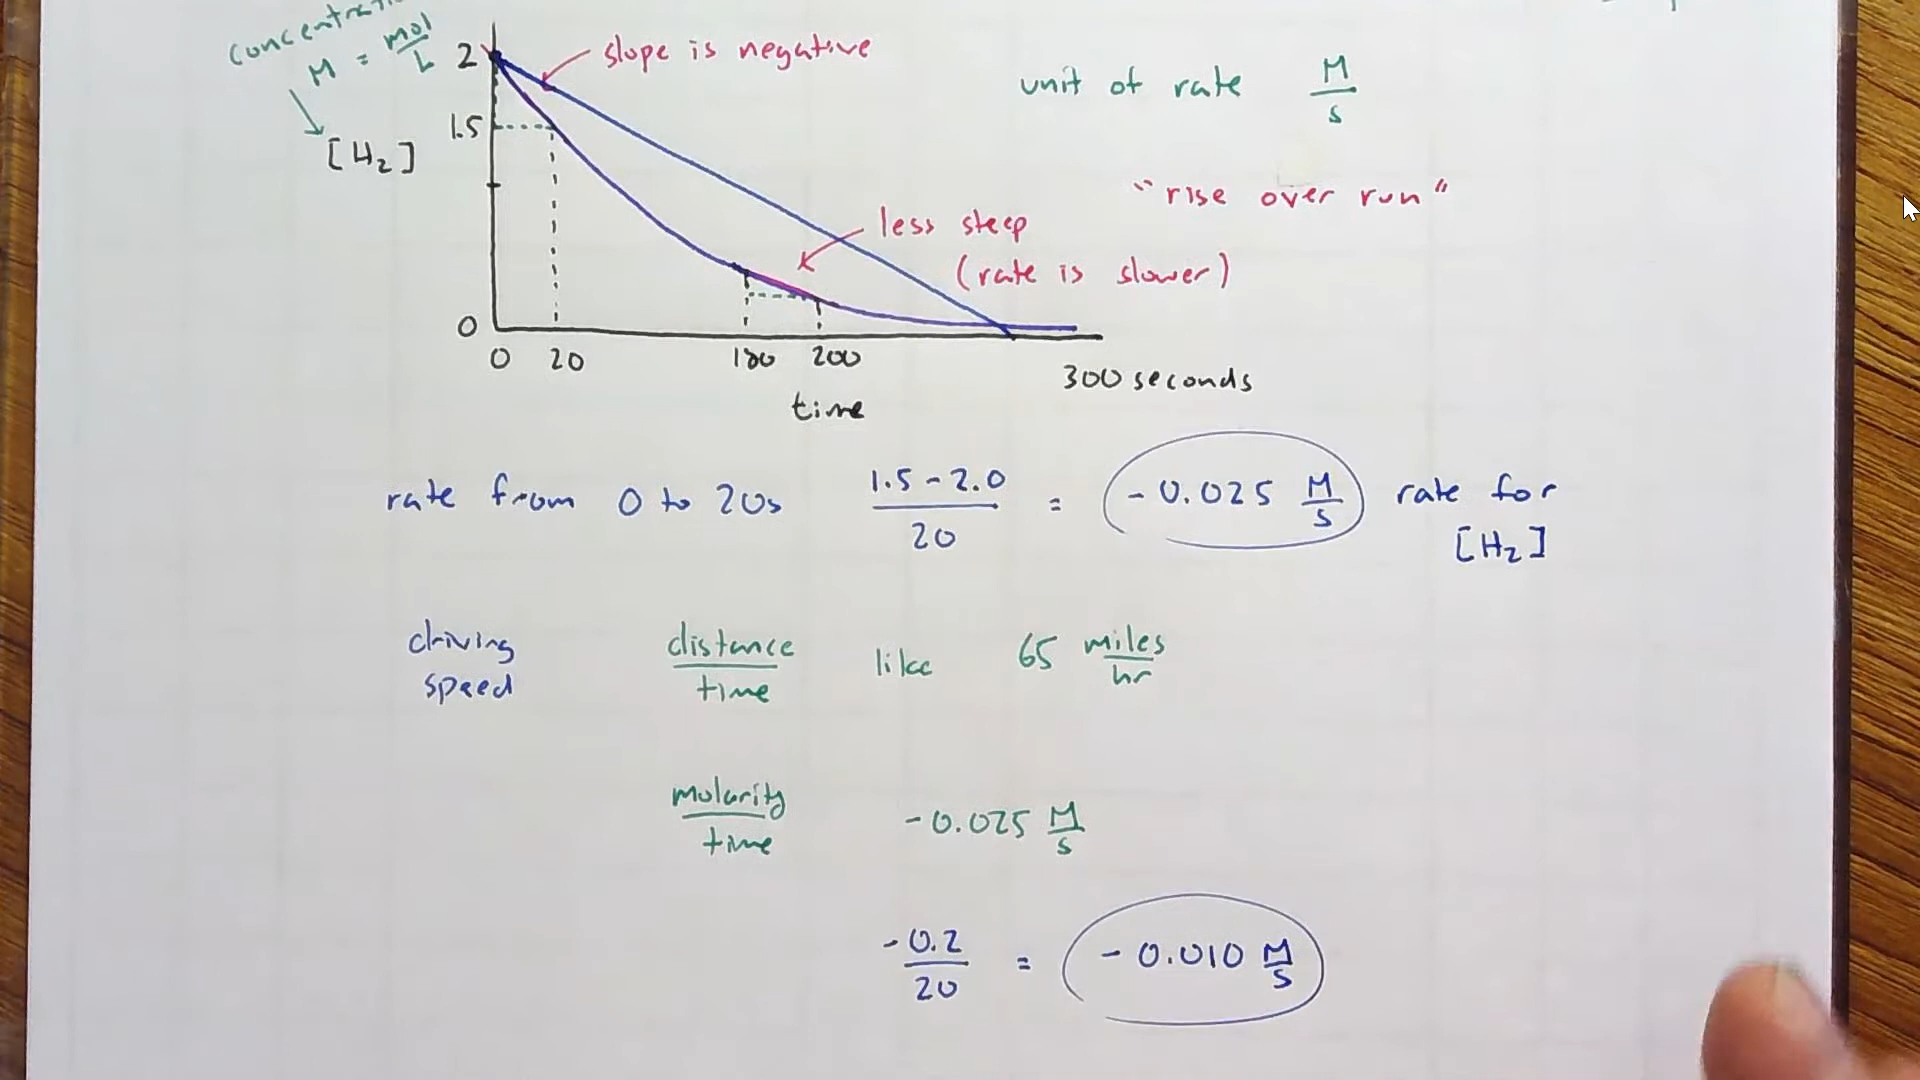 M = mol/L
2
slope is negative
unit of rate M/s
1.5
[H₂]
"rise over run"
less steep
(rate is slower)
0
0 20 180 200
300 seconds
time
rate from 0 to 20s 1.5 - 2.0 / 20 = - 0.025 M/s rate for
[H₂]
driving
speed
distance/time like 65 miles/hr
molarity/time - 0.025 M/s
- 0.2 / 20 = - 0.010 M/s